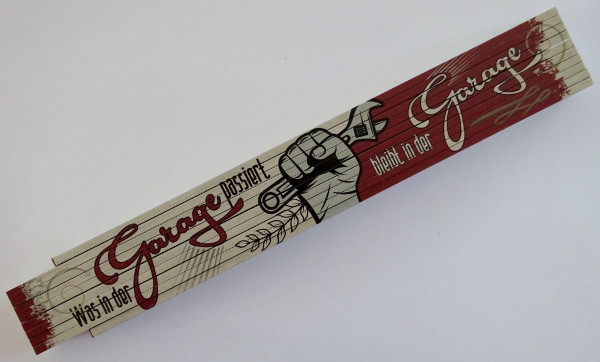 Was in der Garage passiert
bleibt in der Garage